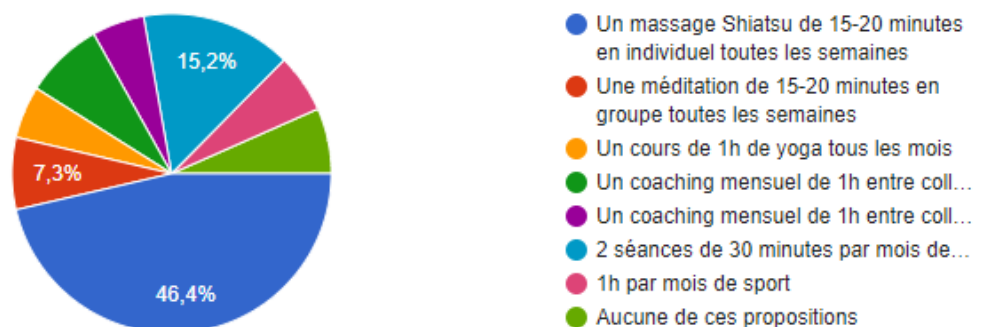 15,2%
7,3%
46,4%
Un massage Shiatsu de 15-20 minutes
en individuel toutes les semaines
Une méditation de 15-20 minutes en
groupe toutes les semaines
Un cours de 1h de yoga tous les mois
Un coaching mensuel de 1h entre coll…
Un coaching mensuel de 1h entre coll…
2 séances de 30 minutes par mois de…
1h par mois de sport
Aucune de ces propositions